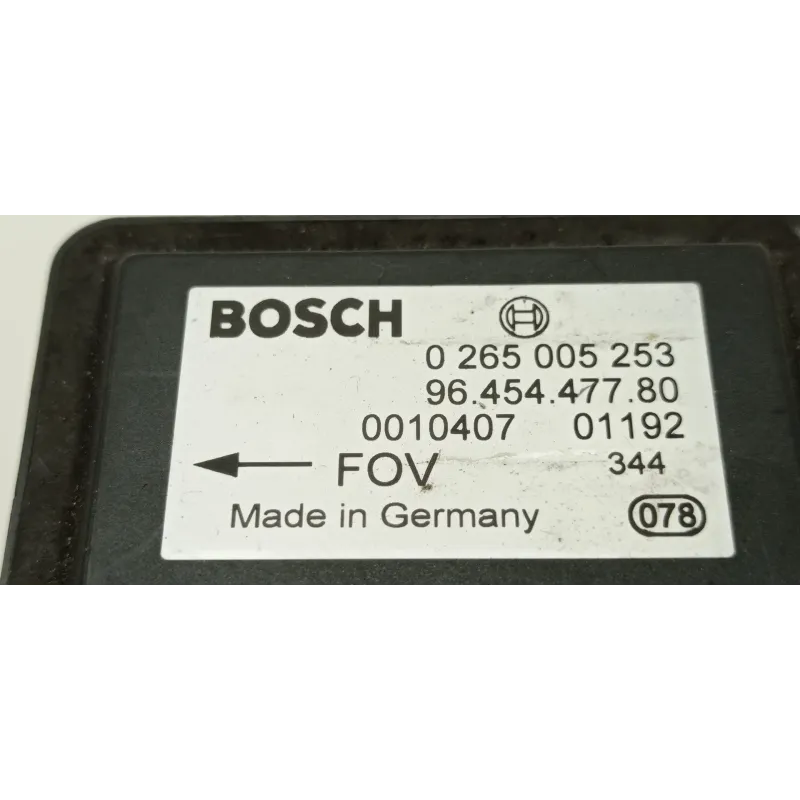 BOSCH
0 265 005 253
96.454.477.80
0010407 01192
FOV 344
Made in Germany 078